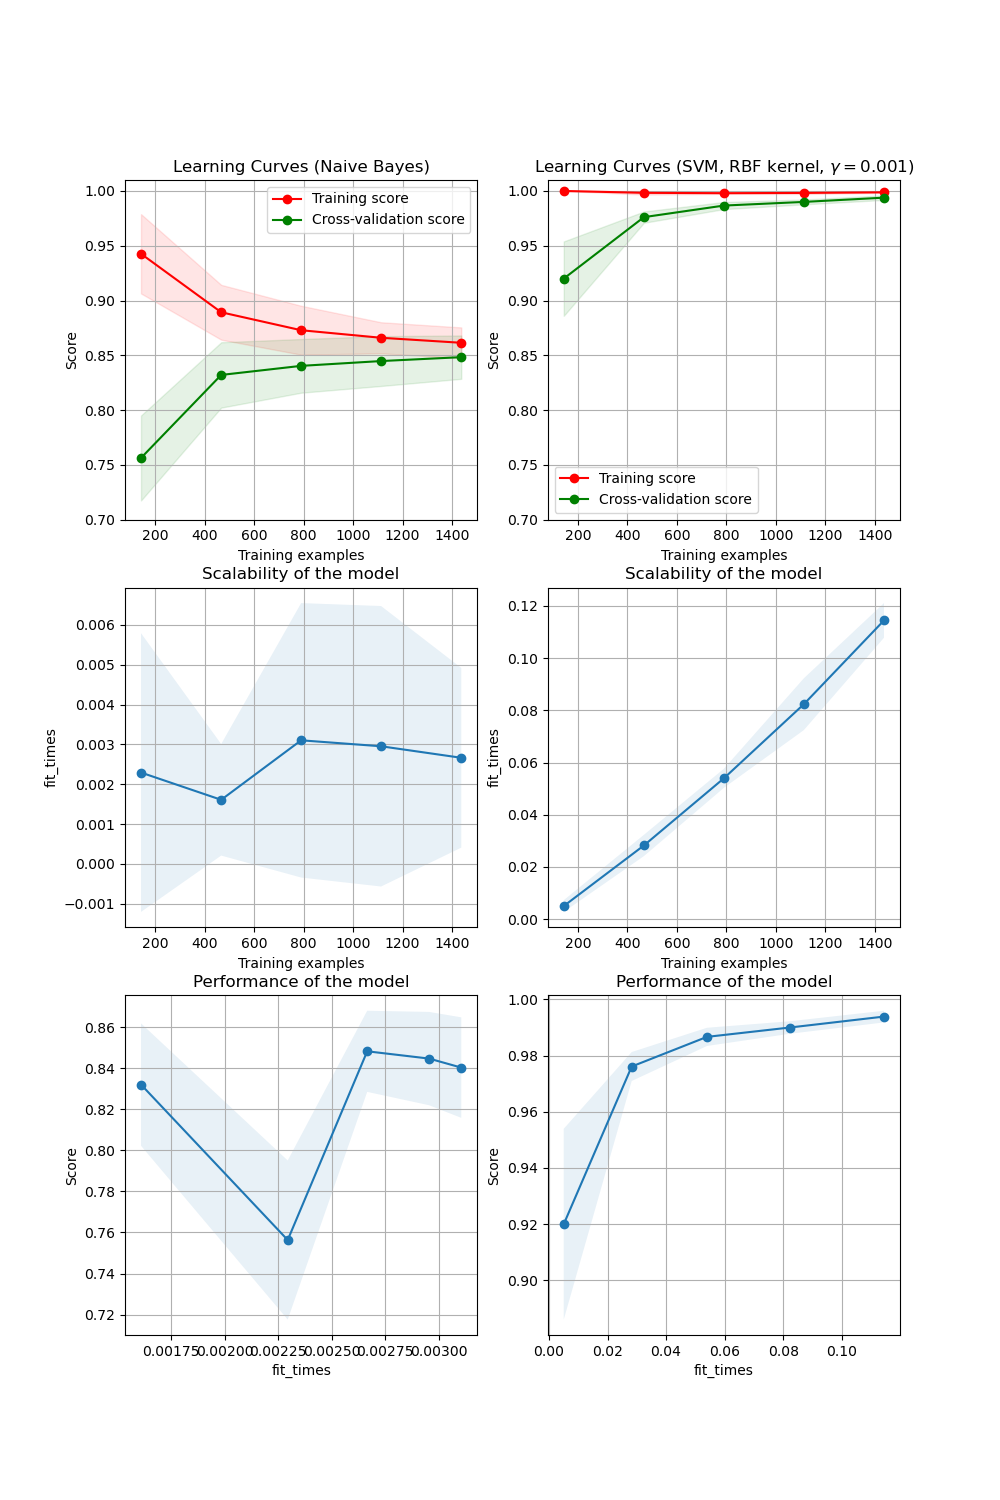 Learning Curves (Naive Bayes)
1.00
0.95
0.90
0.85
0.80
0.75
0.70
Score
Training score
Cross-validation score
200 400 600 800 1000 1200 1400
Training examples
Learning Curves (SVM, RBF kernel, γ = 0.001)
1.00
0.95
0.90
0.85
0.80
0.75
0.70
Score
Training score
Cross-validation score
200 400 600 800 1000 1200 1400
Training examples
Scalability of the model
0.006
0.005
0.004
0.003
0.002
0.001
0.000
−0.001
fit_times
200 400 600 800 1000 1200 1400
Training examples
Scalability of the model
0.12
0.10
0.08
0.06
0.04
0.02
0.00
fit_times
200 400 600 800 1000 1200 1400
Training examples
Performance of the model
0.86
0.84
0.82
0.80
0.78
0.76
0.74
0.72
Score
0.00175 0.00200 0.00225 0.00250 0.00275 0.00300
fit_times
Performance of the model
1.00
0.98
0.96
0.94
0.92
0.90
Score
0.00 0.02 0.04 0.06 0.08 0.10
fit_times